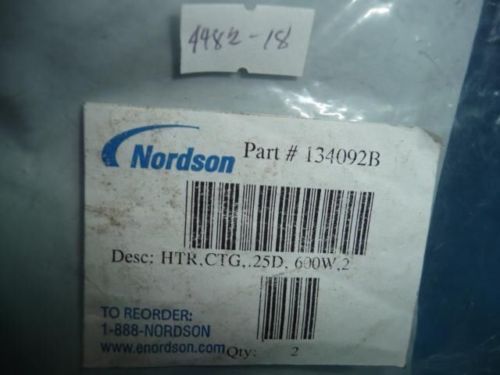 4482-18
Nordson Part # 134092B
Desc: HTR,CTG,.25D, 600W,2
TO REORDER:
1-888-NORDSON
www.enordson.com Qty: 2